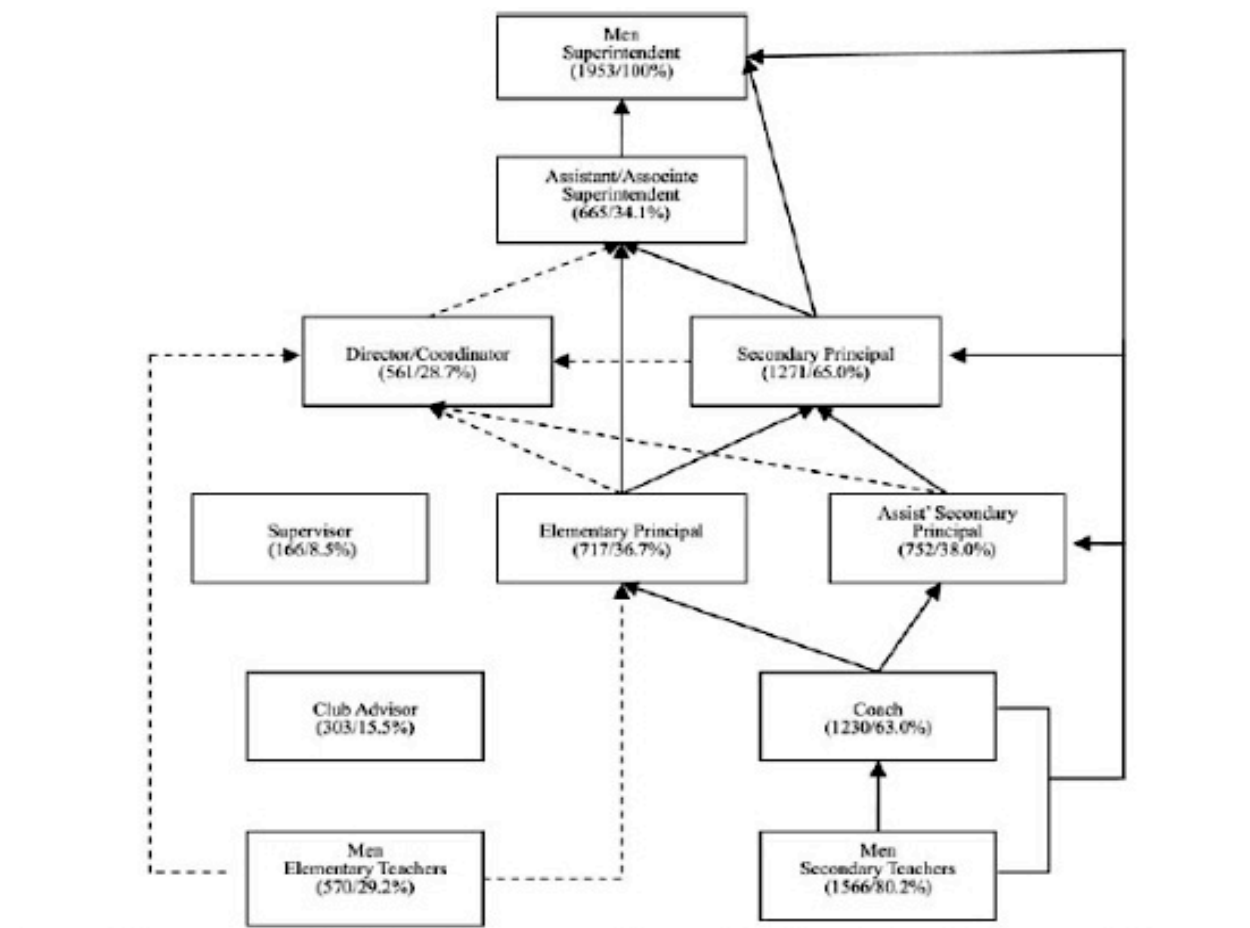 Men
Superintendent
(1953/100%)
Assistant/Associate
Superintendent
(665/34.1%)
Director/Coordinator
(561/28.7%)
Secondary Principal
(1271/65.0%)
Supervisor
(166/8.5%)
Elementary Principal
(717/36.7%)
Assist' Secondary
Principal
(752/38.0%)
Club Advisor
(303/15.5%)
Coach
(1230/63.0%)
Men
Elementary Teachers
(570/29.2%)
Men
Secondary Teachers
(1566/80.2%)